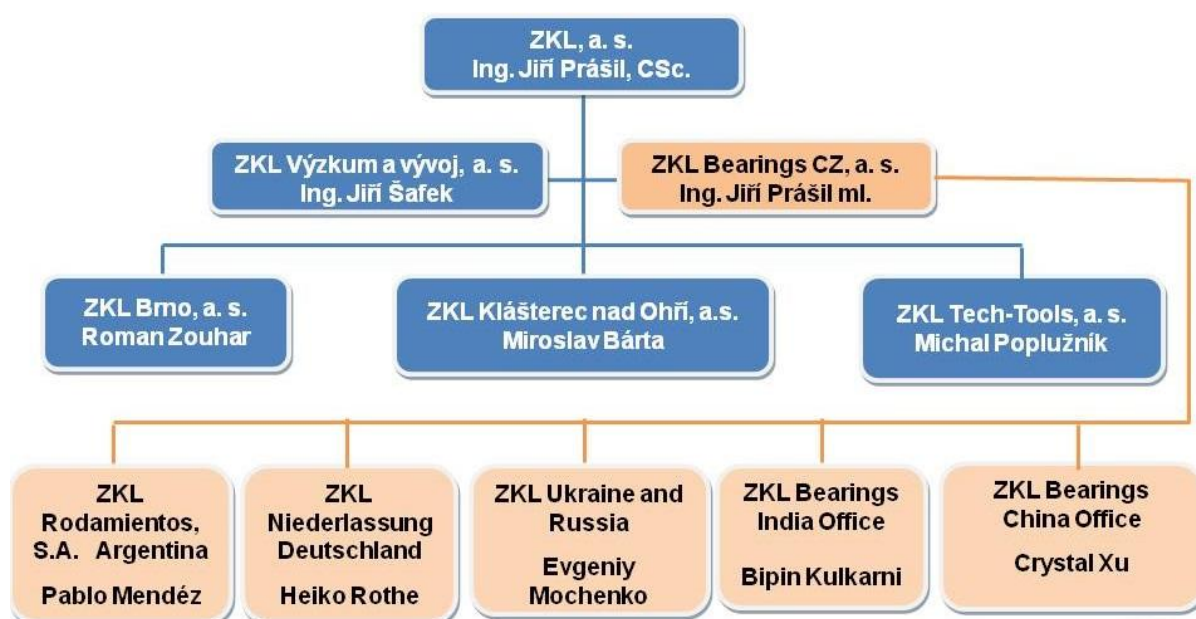 ZKL, a. s.
Ing. Jiří Prášil, CSc.
ZKL Výzkum a vývoj, a. s.
Ing. Jiří Šafek
ZKL Bearings CZ, a. s.
Ing. Jiří Prášil ml.
ZKL Brno, a. s.
Roman Zouhar
ZKL Klášterec nad Ohří, a.s.
Miroslav Bárta
ZKL Tech-Tools, a. s.
Michal Poplužník
ZKL
Rodamientos,
S.A. Argentina
Pablo Mendéz
ZKL
Niederlassung
Deutschland
Heiko Rothe
ZKL Ukraine and
Russia
Evgeniy
Mochenko
ZKL Bearings
India Office
Bipin Kulkarni
ZKL Bearings
China Office
Crystal Xu